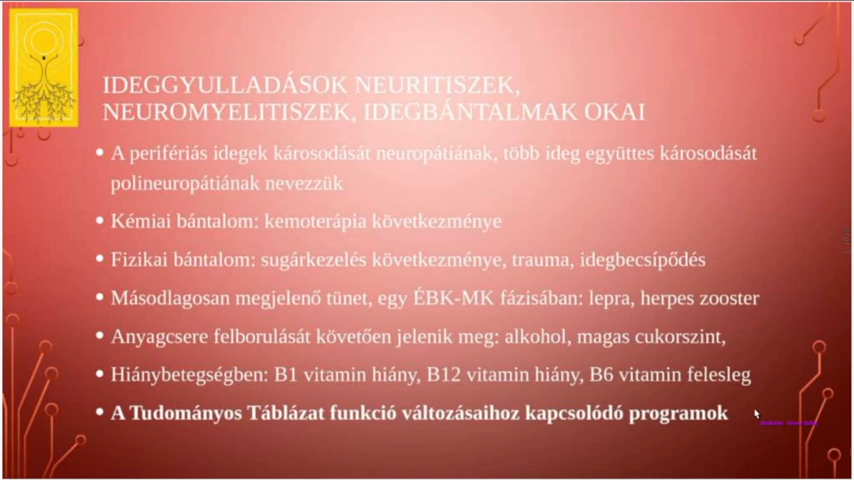 IDEGGYULLADÁSOK NEURITISZEK,
NEUROMYELITISZEK, IDEGBÁNTALMAK OKAI
• A perifériás idegek károsodását neuropátiának, több ideg együttes károsodását
polineuropátiának nevezzük
• Kémiai bántalom: kemoterápia következménye
• Fizikai bántalom: sugárkezelés következménye, trauma, idegbecsípődés
• Másodlagosan megjelenő tünet, egy ÉBK-MK fázisában: lepra, herpes zooster
• Anyagcsere felborulását követően jelenik meg: alkohol, magas cukorszint,
• Hiánybetegségben: B1 vitamin hiány, B12 vitamin hiány, B6 vitamin felesleg
• A Tudományos Táblázat funkció változásaihoz kapcsolódó programok